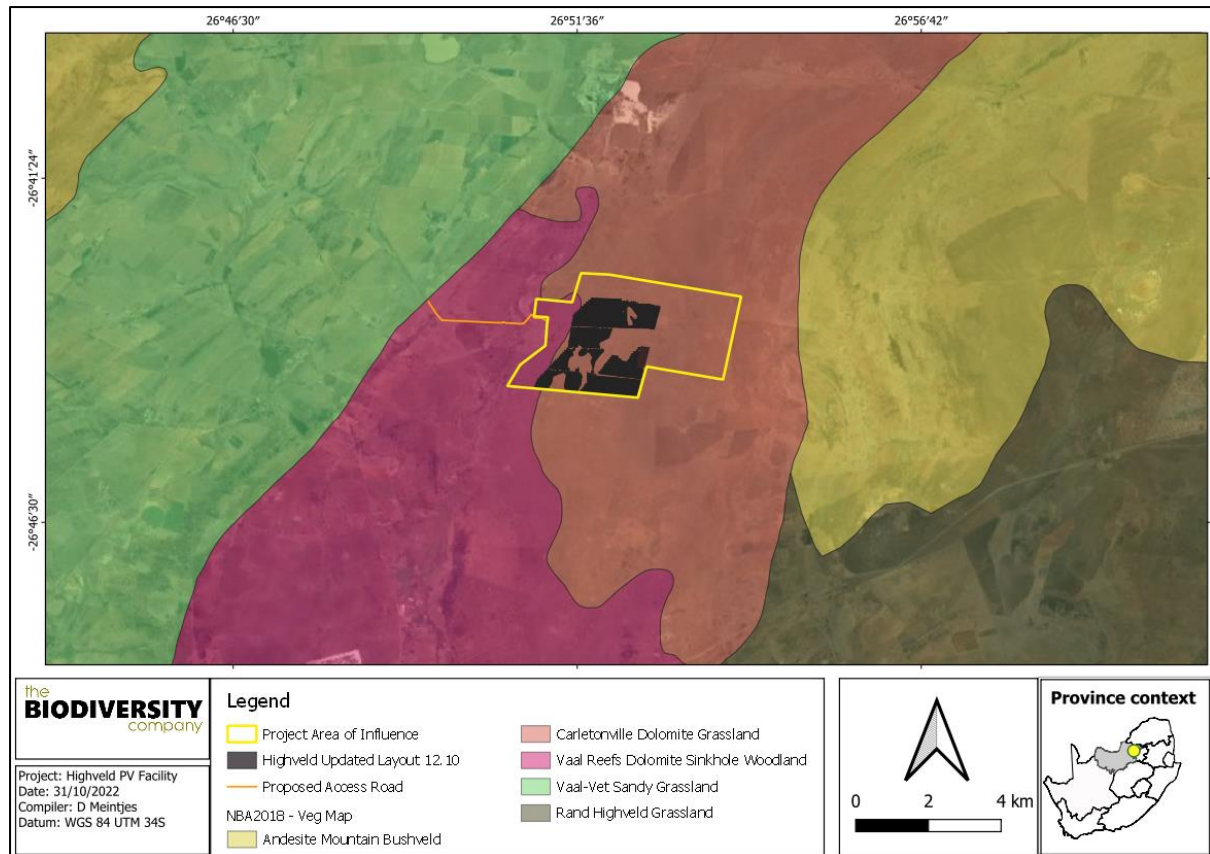 26°46′30″ 26°51′36″ 26°56′42″
-26°41′24″
-26°46′30″
the
BIODIVERSITY
company
Project: Highveld PV Facility
Date: 31/10/2022
Compiler: D Meintjes
Datum: WGS 84 UTM 34S
Legend
Project Area of Influence
Highveld Updated Layout 12.10
Proposed Access Road
NBA2018 - Veg Map
Andesite Mountain Bushveld
Carletonville Dolomite Grassland
Vaal Reefs Dolomite Sinkhole Woodland
Vaal-Vet Sandy Grassland
Rand Highveld Grassland
0 2 4 km
Province context